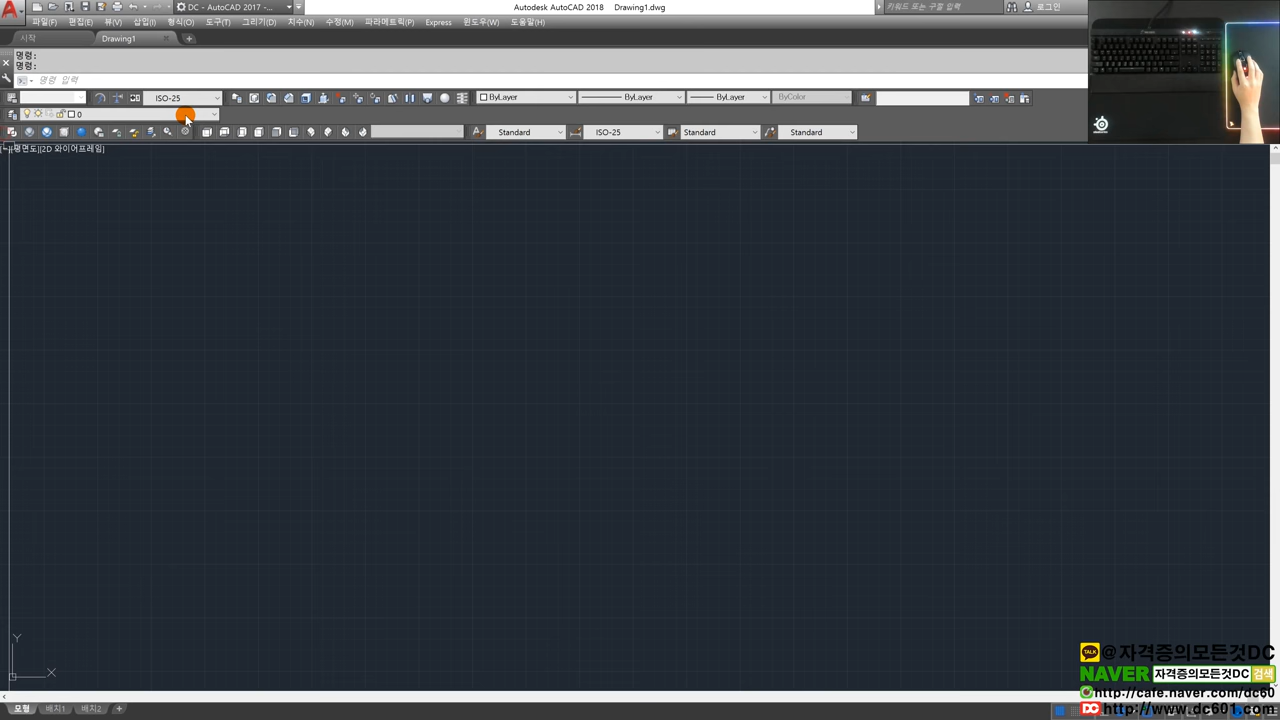 DC - AutoCAD 2017 -...
Autodesk AutoCAD 2018 Drawing1.dwg
키워드 또는 구절 입력
로그인
파일(F) 편집(E) 뷰(V) 삽입(I) 형식(O) 도구(T) 그리기(D) 치수(N) 수정(M) 파라메트릭(P) Express 윈도우(W) 도움말(H)
시작 Drawing1
명령:
명령:
명령 입력
ISO-25 ByLayer ByLayer ByLayer ByColor
0
Standard ISO-25 Standard Standard
[-][평면도][2D 와이어프레임]
Y
X
TALK @자격증의모든것DC
NAVER 자격증의모든것DC 검색
http://cafe.naver.com/dc60
DC http://www.dc601.com
모형 배치1 배치2